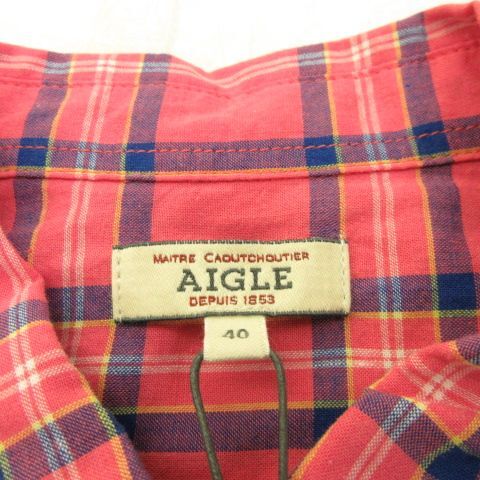 MAITRE CAOUTCHOUTIER
AIGLE
DEPUIS 1853
40